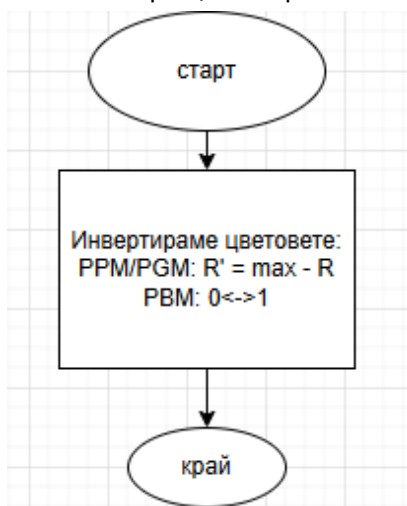 старт
Инвертираме цветовете:
PPM/PGM: R' = max - R
PBM: 0<->1
край